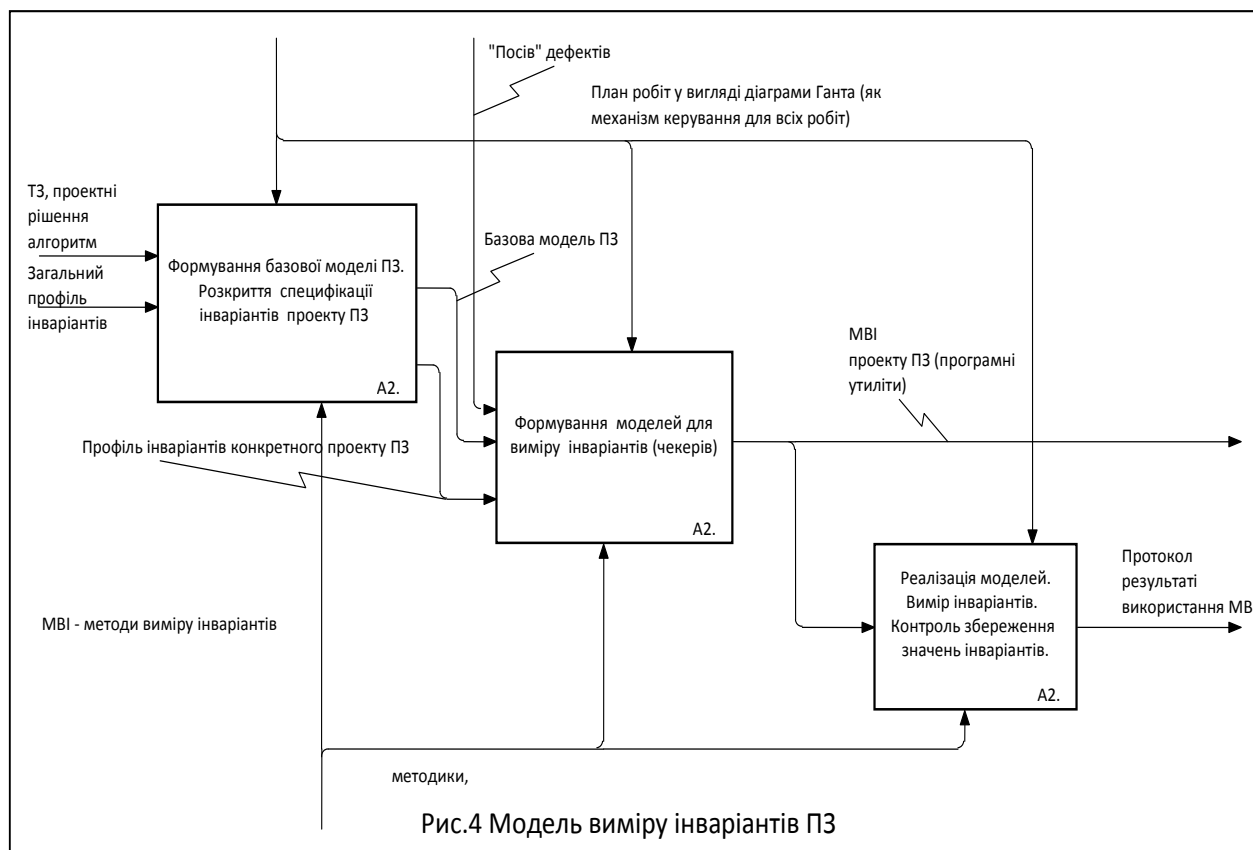 "Посів" дефектів
План робіт у вигляді діаграми Ганта (як
механізм керування для всіх робіт)
ТЗ, проектні
рішення
алгоритм
Загальний
профіль
інваріантів
Формування базової моделі ПЗ.
Розкриття специфікації
інваріантів проекту ПЗ
А2.
Базова модель ПЗ
МВІ
проекту ПЗ (програмні
утиліти)
Формування моделей для
виміру інваріантів (чекерів)
А2.
Профіль інваріантів конкретного проекту ПЗ
Реалізація моделей.
Вимір інваріантів.
Контроль збереження
значень інваріантів.
А2.
Протокол
результаті
використання МВ
МВІ - методи виміру інваріантів
методики,
Рис.4 Модель виміру інваріантів ПЗ